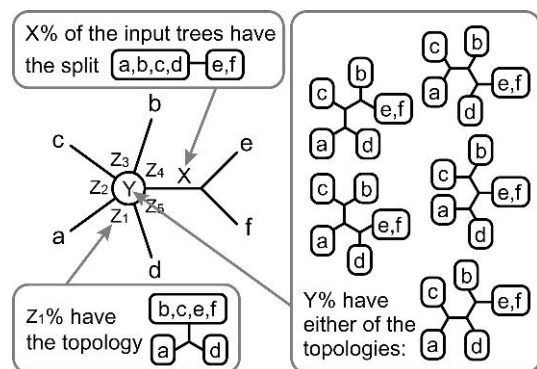 X% of the input trees have
the split a,b,c,d e,f
b
c
e
Z3 Z4 X
Z2 Y
Z1 Z5
a
f
d
Z1% have
the topology
b,c,e,f
a d
b
c
e,f
a d
b
c
e,f
a
d
c b
e,f
a
d
b
c
e,f
a
d
Y% have
either of the
topologies:
b
c
e,f
a d